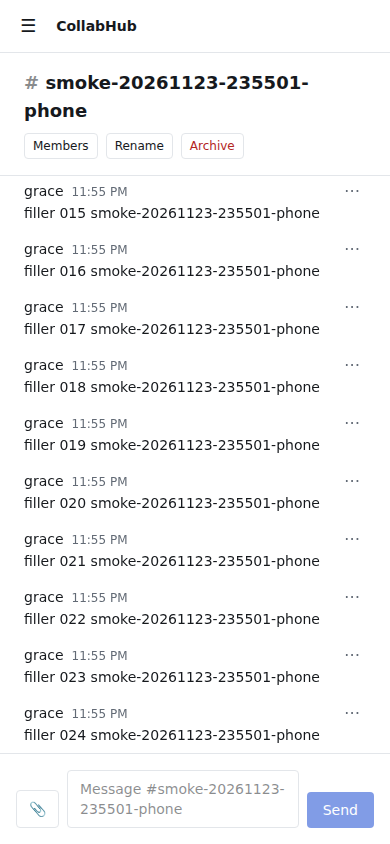 ☰ CollabHub
# smoke-20261123-235501-
phone
Members Rename Archive
grace 11:55 PM ⋯
filler 015 smoke-20261123-235501-phone
grace 11:55 PM ⋯
filler 016 smoke-20261123-235501-phone
grace 11:55 PM ⋯
filler 017 smoke-20261123-235501-phone
grace 11:55 PM ⋯
filler 018 smoke-20261123-235501-phone
grace 11:55 PM ⋯
filler 019 smoke-20261123-235501-phone
grace 11:55 PM ⋯
filler 020 smoke-20261123-235501-phone
grace 11:55 PM ⋯
filler 021 smoke-20261123-235501-phone
grace 11:55 PM ⋯
filler 022 smoke-20261123-235501-phone
grace 11:55 PM ⋯
filler 023 smoke-20261123-235501-phone
grace 11:55 PM ⋯
filler 024 smoke-20261123-235501-phone
Message #smoke-20261123-
235501-phone
Send